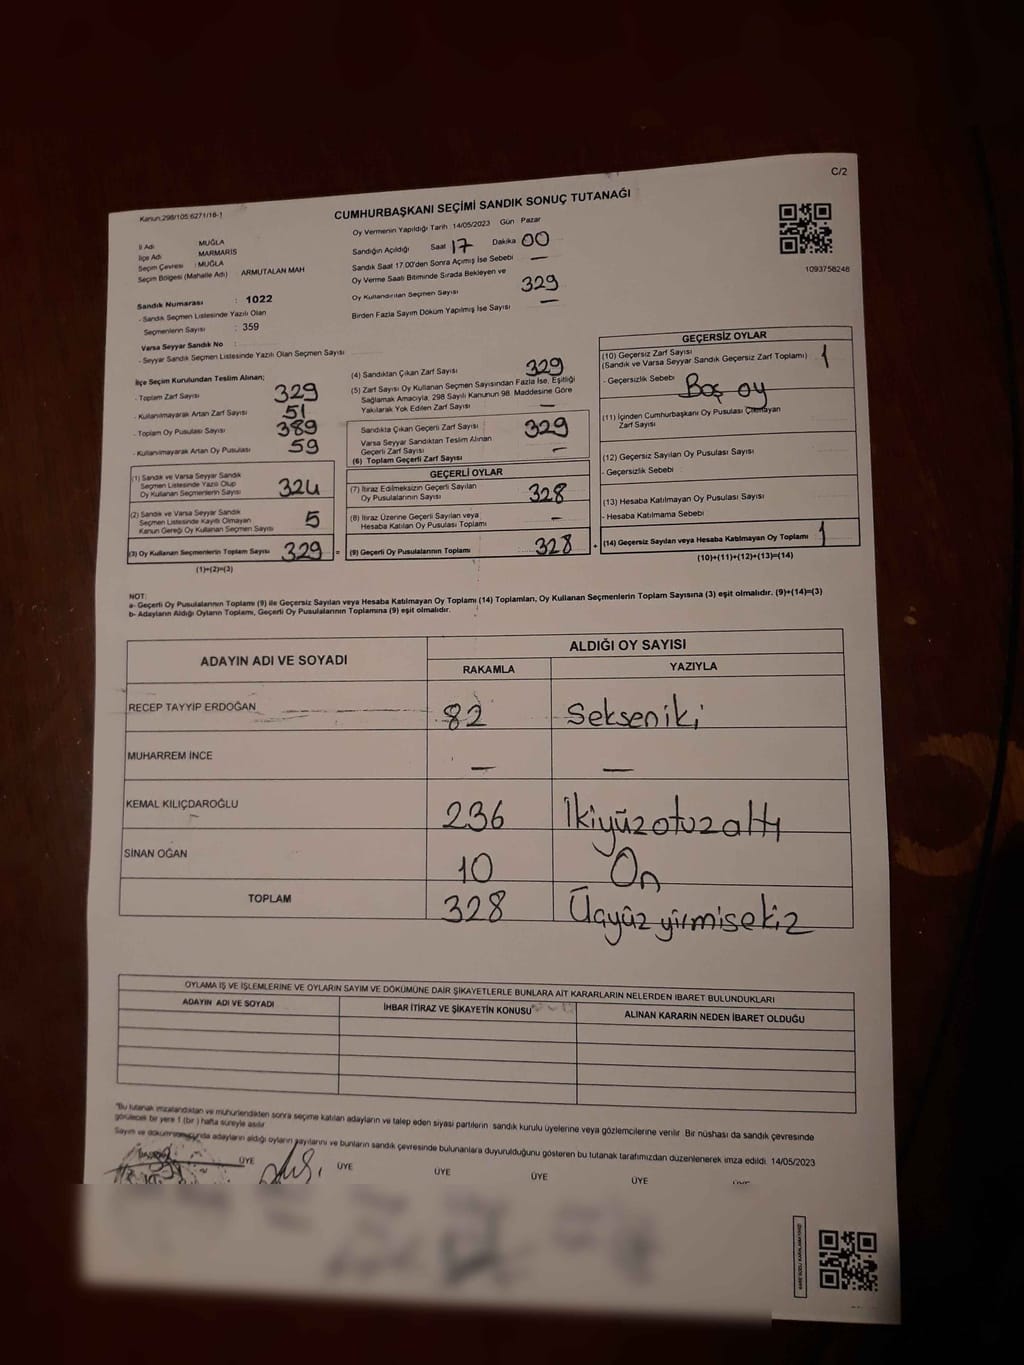 C/2
Kanun;298/105;6271/16-1
CUMHURBAŞKANI SEÇİMİ SANDIK SONUÇ TUTANAĞI
Oy Vermenin Yapıldığı Tarih 14/05/2023 Gün Pazar
İl Adı : MUĞLA
İlçe Adı : MARMARİS
Seçim Çevresi : MUĞLA
Seçim Bölgesi (Mahalle Adı) ARMUTALAN MAH
Sandığın Açıldığı Saat 17 Dakika 00
Sandık Saat 17.00'den Sonra Açımış İse Sebebi —
Oy Verme Saati Bitiminde Sırada Bekleyen ve
Oy Kullandırılan Seçmen Sayısı 329
Birden Fazla Sayım Döküm Yapılmış İse Sayısı —
1093758248
Sandık Numarası : 1022
- Sandık Seçmen Listesinde Yazılı Olan
Seçmenlerin Sayısı : 359
Varsa Seyyar Sandık No :
- Seyyar Sandık Seçmen Listesinde Yazılı Olan Seçmen Sayısı
İlçe Seçim Kurulundan Teslim Alınan;
- Toplam Zarf Sayısı 329
- Kullanılmayarak Artan Zarf Sayısı 51
- Toplam Oy Pusulası Sayısı 389
- Kullanılmayarak Artan Oy Pusulası 59
(1) Sandık ve Varsa Seyyar Sandık
Seçmen Listesinde Yazılı Olup
Oy Kullanan Seçmenlerin Sayısı 324
(2) Sandık ve Varsa Seyyar Sandık
Seçmen Listesinde Kayıtlı Olmayan
Kanun Gereği Oy Kullanan Seçmen Sayısı 5
(3) Oy Kullanan Seçmenlerin Toplam Sayısı 329 =
(1)+(2)=(3)
(4) Sandıktan Çıkan Zarf Sayısı 329
(5) Zarf Sayısı Oy Kullanan Seçmen Sayısından Fazla İse, Eşitliği
Sağlamak Amacıyla, 298 Sayılı Kanunun 98. Maddesine Göre
Yakılarak Yok Edilen Zarf Sayısı —
Sandıkta Çıkan Geçerli Zarf Sayısı 329
Varsa Seyyar Sandıktan Teslim Alınan
Geçerli Zarf Sayısı —
(6) Toplam Geçerli Zarf Sayısı
GEÇERLİ OYLAR
(7) İtiraz Edilmeksizin Geçerli Sayılan
Oy Pusulalarının Sayısı 328
(8) İtiraz Üzerine Geçerli Sayılan veya
Hesaba Katılan Oy Pusulası Toplamı —
(9) Geçerli Oy Pusulalarının Toplamı 328 +
GEÇERSİZ OYLAR
(10) Geçersiz Zarf Sayısı
(Sandık ve Varsa Seyyar Sandık Geçersiz Zarf Toplamı) 1
- Geçersizlik Sebebi Boş oy
(11) İçinden Cumhurbaşkanı Oy Pusulası Çıkmayan
Zarf Sayısı
(12) Geçersiz Sayılan Oy Pusulası Sayısı
- Geçersizlik Sebebi
(13) Hesaba Katılmayan Oy Pusulası Sayısı
- Hesaba Katılmama Sebebi
(14) Geçersiz Sayılan veya Hesaba Katılmayan Oy Toplamı 1
(10)+(11)+(12)+(13)=(14)
NOT:
a- Geçerli Oy Pusulalarının Toplamı (9) ile Geçersiz Sayılan veya Hesaba Katılmayan Oy Toplamı (14) Toplamları, Oy Kullanan Seçmenlerin Toplam Sayısına (3) eşit olmalıdır. (9)+(14)=(3)
b- Adayların Aldığı Oyların Toplamı, Geçerli Oy Pusulalarının Toplamına (9) eşit olmalıdır.
ADAYIN ADI VE SOYADI ALDIĞI OY SAYISI
RAKAMLA YAZIYLA
RECEP TAYYİP ERDOĞAN 82 Sekseniki
MUHARREM İNCE — —
KEMAL KILIÇDAROĞLU 236 İkiyüzotuzaltı
SİNAN OĞAN 10 On
TOPLAM 328 Üçyüzyirmisekiz
OYLAMA İŞ VE İŞLEMLERİNE VE OYLARIN SAYIM VE DÖKÜMÜNE DAİR ŞİKAYETLERLE BUNLARA AİT KARARLARIN NELERDEN İBARET BULUNDUKLARI
ADAYIN ADI VE SOYADI İHBAR İTİRAZ VE ŞİKAYETİN KONUSU ALINAN KARARIN NEDEN İBARET OLDUĞU
"Bu tutanak imzalandıktan ve mühürlendikten sonra seçime katılan adayların ve talep eden siyasi partilerin sandık kurulu üyelerine veya gözlemcilerine verilir. Bir nüshası da sandık çevresinde
görülecek bir yere 1 (bir) hafta süreyle asılır
Sayım ve dökümü adayların aldığı oyların sayılarını ve bunların sandık çevresinde bulunanlara duyurulduğunu gösteren bu tutanak tarafımızdan düzenlenerek imza edildi. 14/05/2023
ÜYE ÜYE ÜYE ÜYE ÜYE